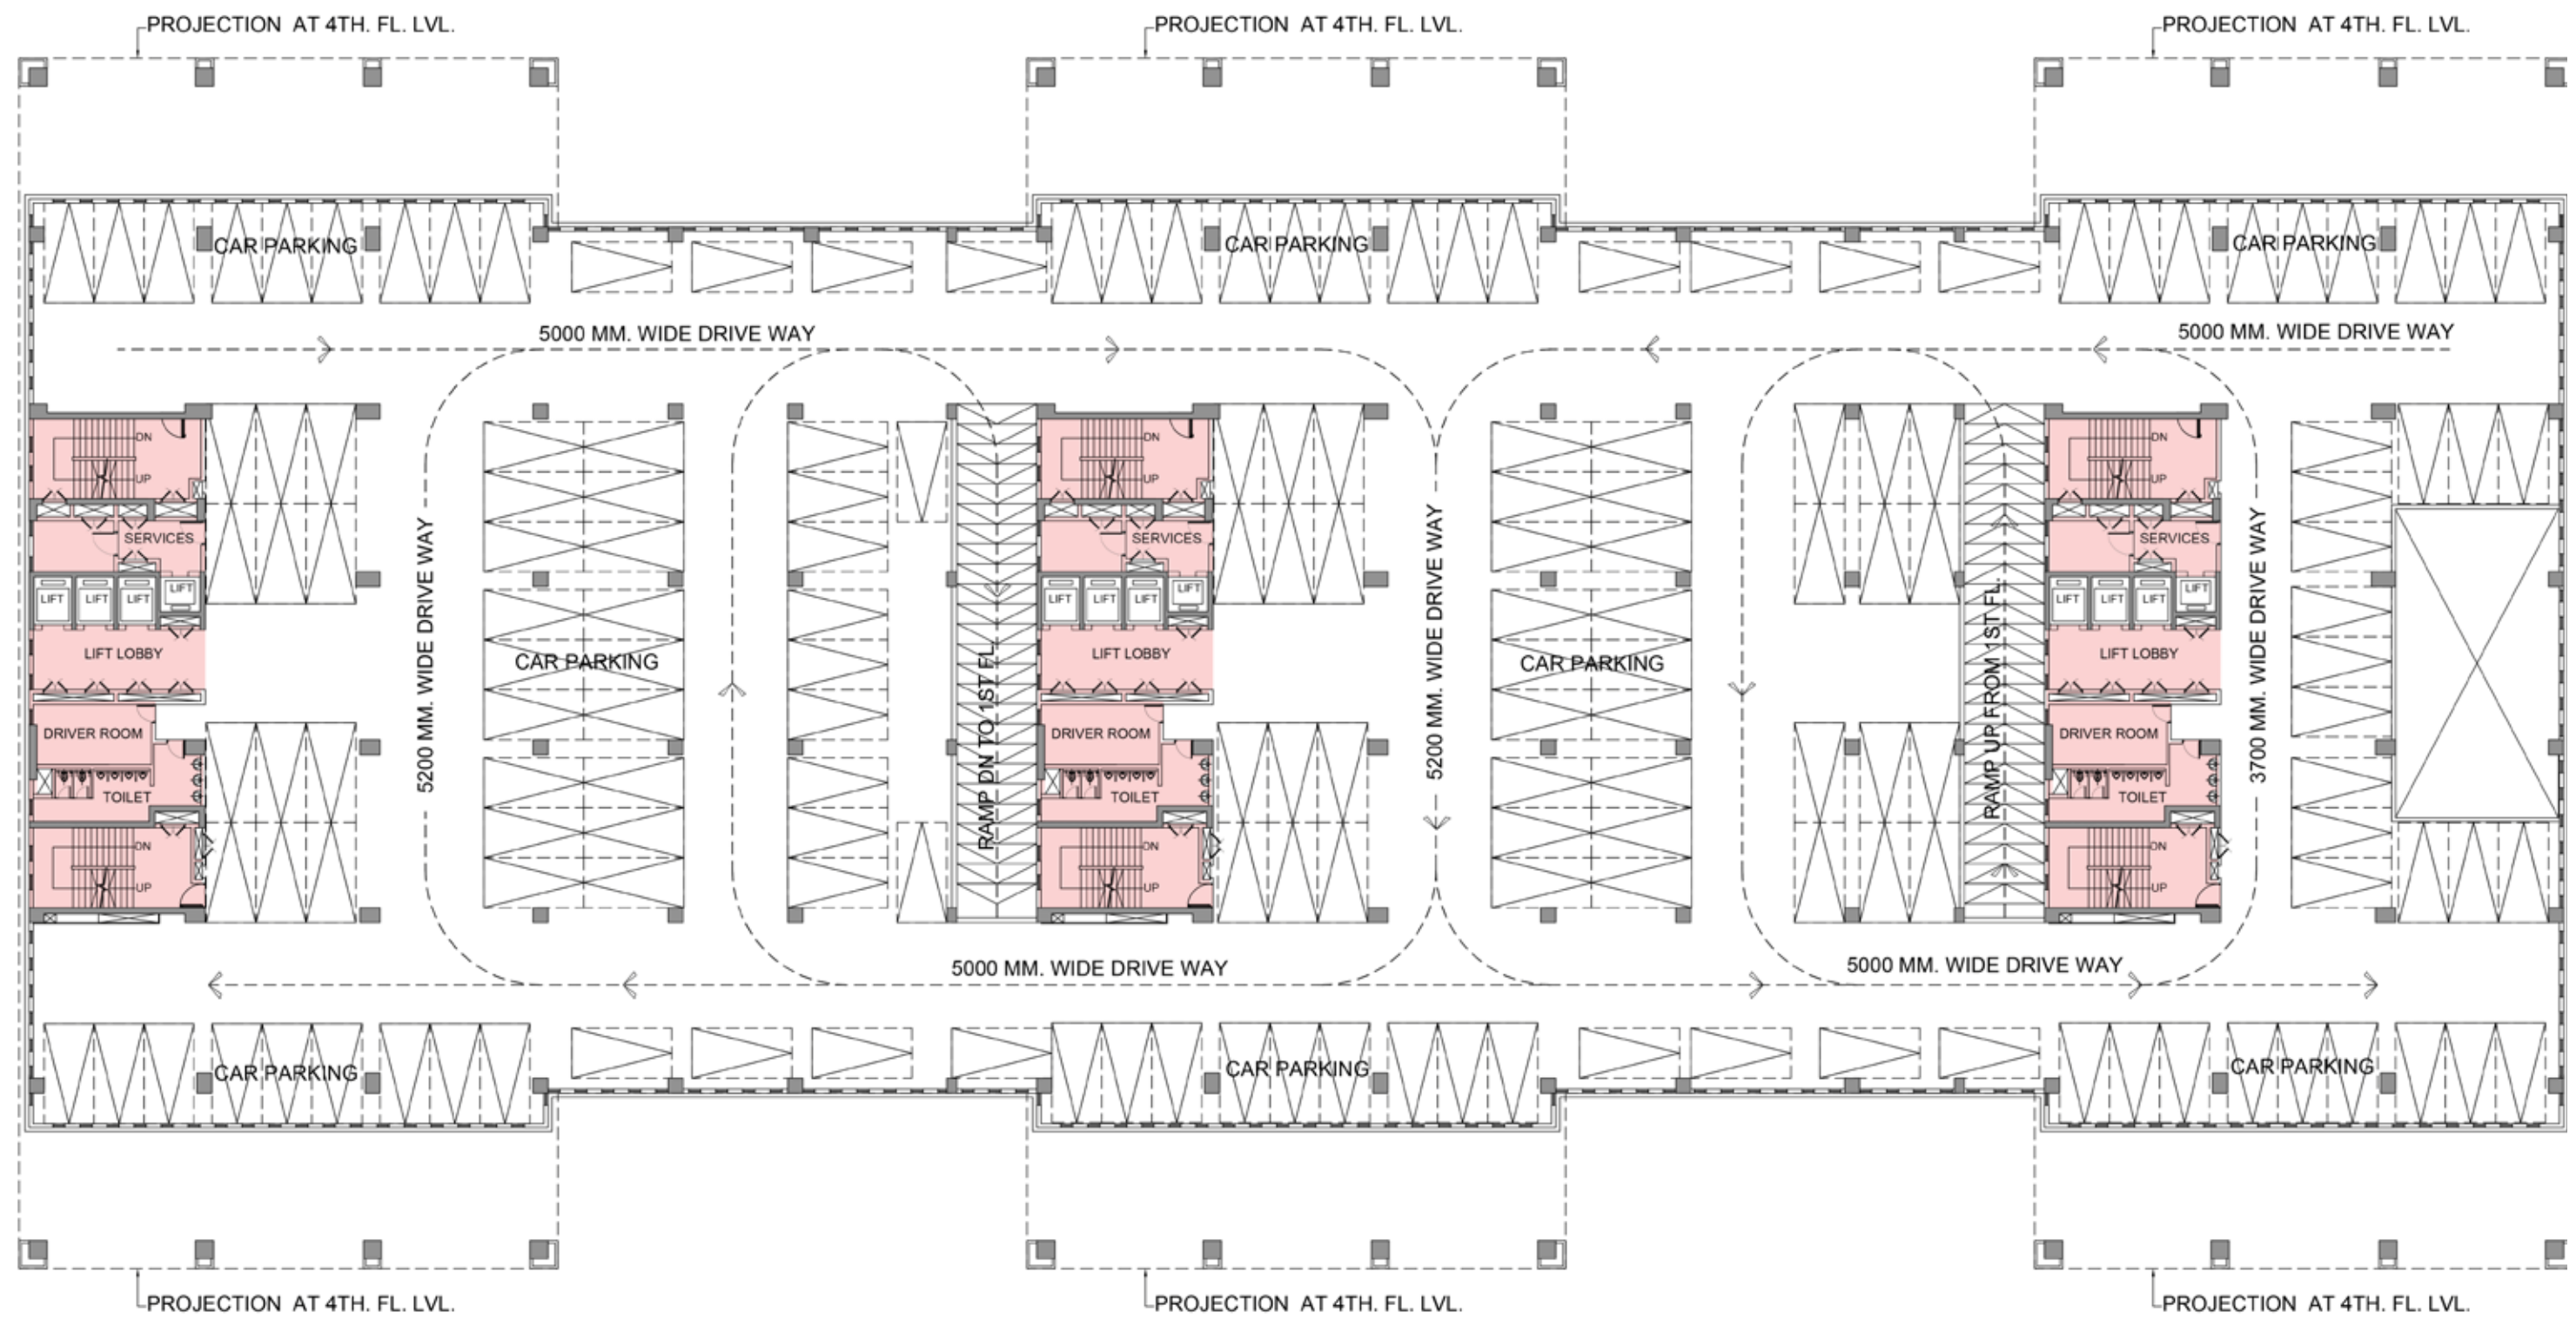 PROJECTION AT 4TH. FL. LVL.
PROJECTION AT 4TH. FL. LVL.
PROJECTION AT 4TH. FL. LVL.
CAR PARKING
CAR PARKING
CAR PARKING
5000 MM. WIDE DRIVE WAY
5000 MM. WIDE DRIVE WAY
DN
UP
SERVICES
LIFT
LIFT
LIFT
LIFT
LIFT LOBBY
DRIVER ROOM
TOILET
DN
UP
5200 MM. WIDE DRIVE WAY
CAR PARKING
RAMP DN TO 1ST FL.
DN
UP
SERVICES
LIFT
LIFT
LIFT
LIFT
LIFT LOBBY
DRIVER ROOM
TOILET
DN
UP
5200 MM. WIDE DRIVE WAY
CAR PARKING
RAMP UP FROM 1ST FL.
DN
UP
SERVICES
LIFT
LIFT
LIFT
LIFT
LIFT LOBBY
DRIVER ROOM
TOILET
DN
UP
3700 MM. WIDE DRIVE WAY
5000 MM. WIDE DRIVE WAY
5000 MM. WIDE DRIVE WAY
CAR PARKING
CAR PARKING
CAR PARKING
PROJECTION AT 4TH. FL. LVL.
PROJECTION AT 4TH. FL. LVL.
PROJECTION AT 4TH. FL. LVL.